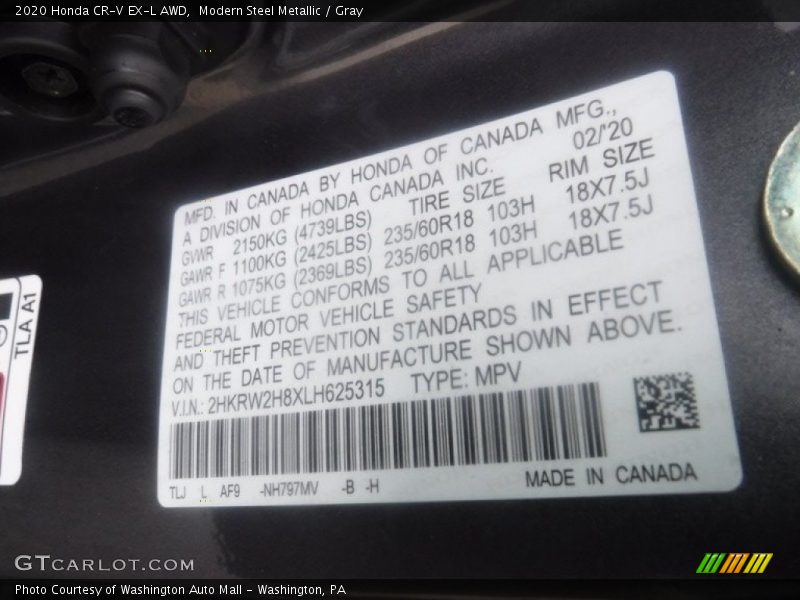 2020 Honda CR-V EX-L AWD, Modern Steel Metallic / Gray
MFD. IN CANADA BY HONDA OF CANADA MFG.,
A DIVISION OF HONDA CANADA INC. 02/'20
GVWR 2150KG (4739LBS) TIRE SIZE RIM SIZE
GAWR F 1100KG (2425LBS) 235/60R18 103H 18X7.5J
GAWR R 1075KG (2369LBS) 235/60R18 103H 18X7.5J
THIS VEHICLE CONFORMS TO ALL APPLICABLE
FEDERAL MOTOR VEHICLE SAFETY
AND THEFT PREVENTION STANDARDS IN EFFECT
ON THE DATE OF MANUFACTURE SHOWN ABOVE.
V.I.N.: 2HKRW2H8XLH625315 TYPE: MPV
TLJ L AF9 -NH797MV -B -H MADE IN CANADA
TLA A1
GTCARLOT.COM
Photo Courtesy of Washington Auto Mall - Washington, PA